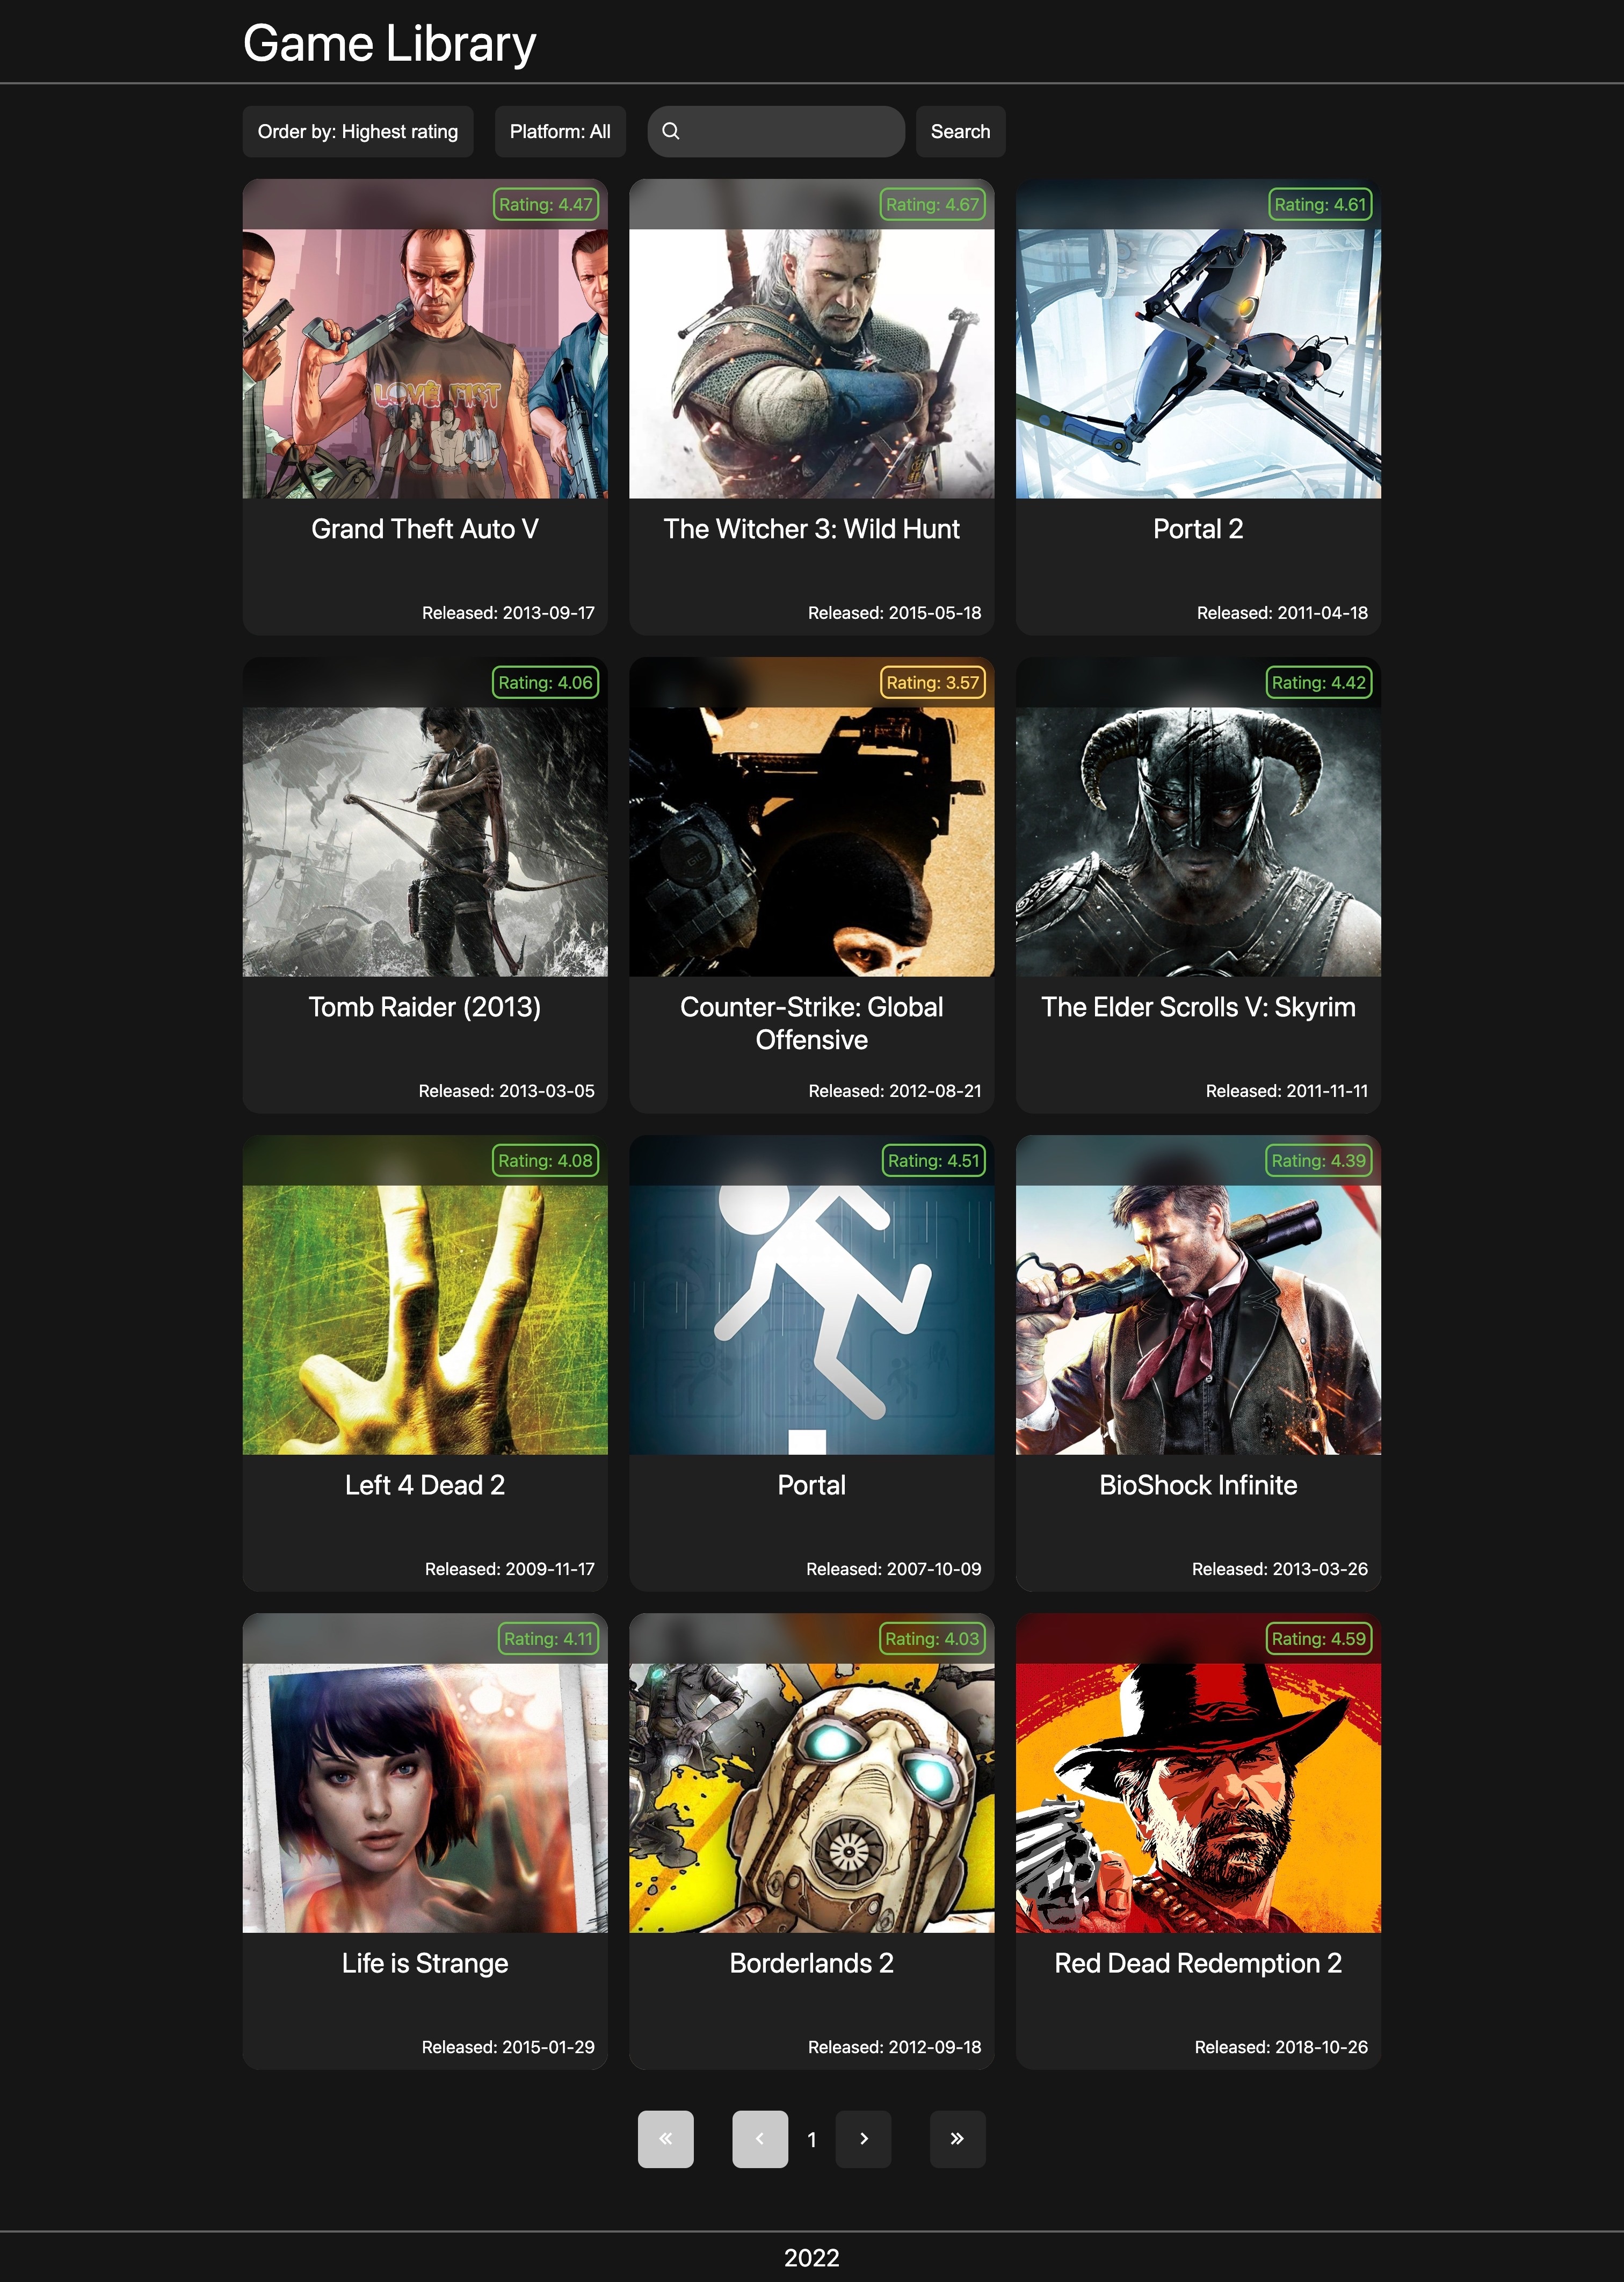 Game Library
Order by: Highest rating
Platform: All
Search
Rating: 4.47
LOVE FIST
Grand Theft Auto V
Released: 2013-09-17
Rating: 4.67
The Witcher 3: Wild Hunt
Released: 2015-05-18
Rating: 4.61
Portal 2
Released: 2011-04-18
Rating: 4.06
Tomb Raider (2013)
Released: 2013-03-05
Rating: 3.57
GIG
Counter-Strike: Global
Offensive
Released: 2012-08-21
Rating: 4.42
The Elder Scrolls V: Skyrim
Released: 2011-11-11
Rating: 4.08
Left 4 Dead 2
Released: 2009-11-17
Rating: 4.51
Portal
Released: 2007-10-09
Rating: 4.39
BioShock Infinite
Released: 2013-03-26
Rating: 4.11
Life is Strange
Released: 2015-01-29
Rating: 4.03
Borderlands 2
Released: 2012-09-18
Rating: 4.59
Red Dead Redemption 2
Released: 2018-10-26
« ‹ 1 › »
2022